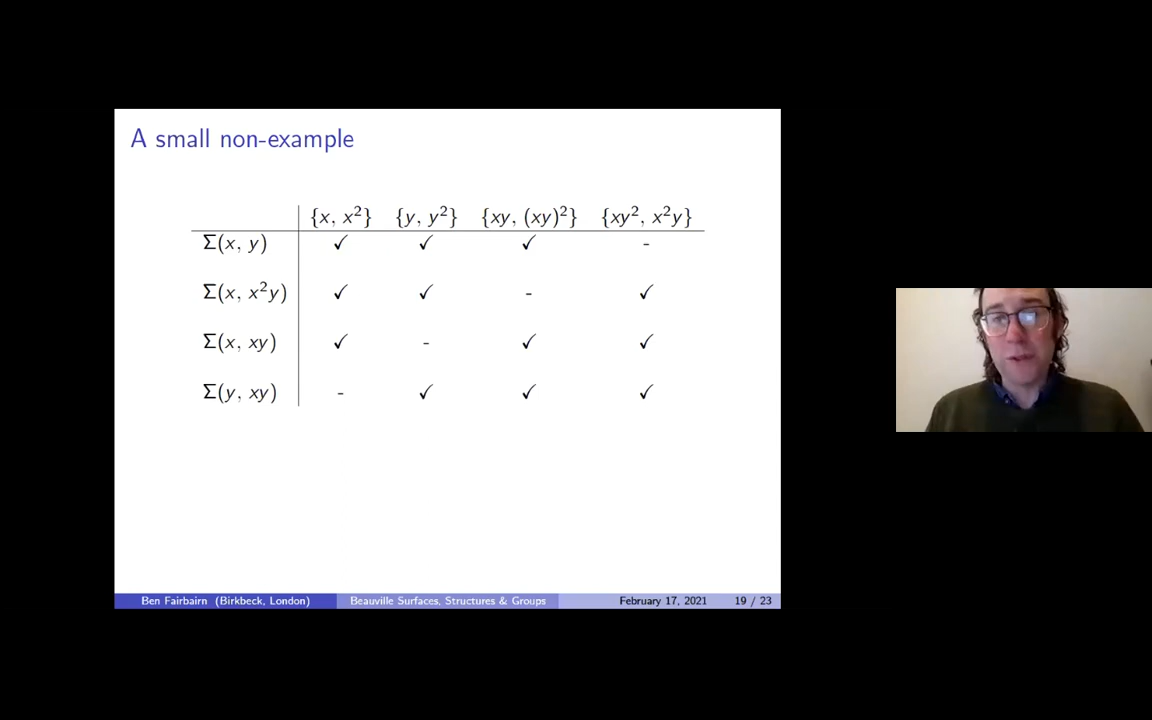 A small non-example
{x, x²} {y, y²} {xy, (xy)²} {xy², x²y}
Σ(x, y) ✓ ✓ ✓ -
Σ(x, x²y) ✓ ✓ - ✓
Σ(x, xy) ✓ - ✓ ✓
Σ(y, xy) - ✓ ✓ ✓
Ben Fairbairn (Birkbeck, London) Beauville Surfaces, Structures & Groups February 17, 2021 19 / 23